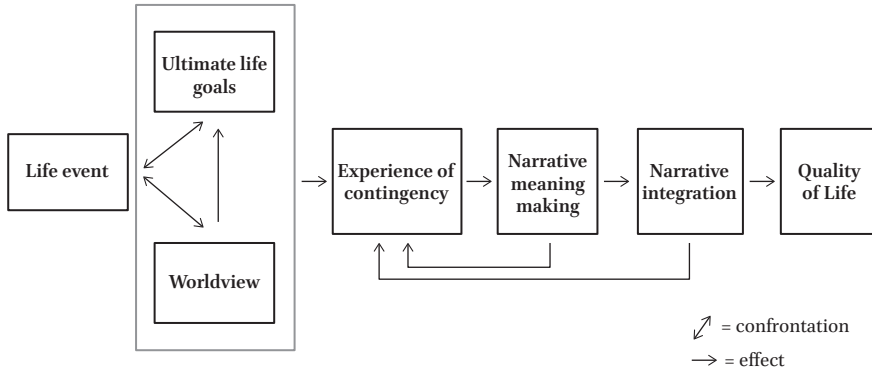 Ultimate life
goals
Life event
Worldview
Experience of
contingency
Narrative
meaning
making
Narrative
integration
Quality
of Life
= confrontation
= effect